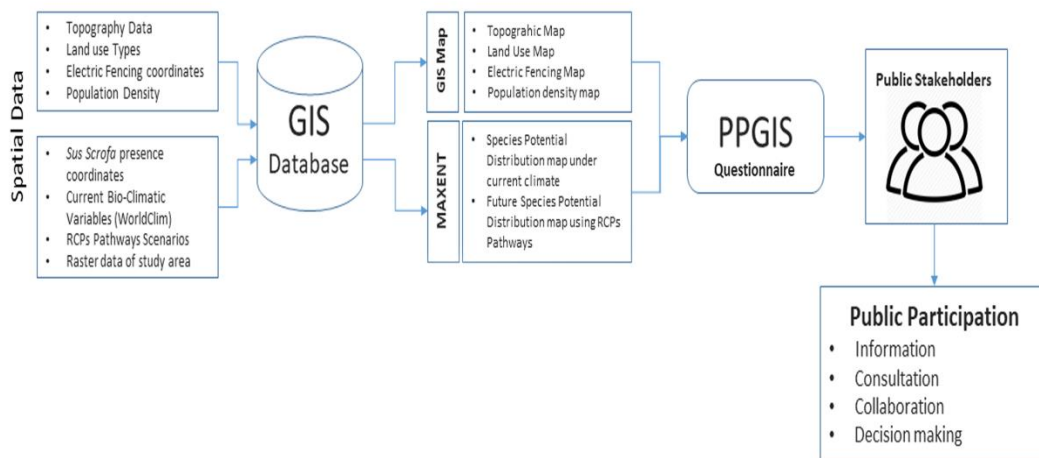 Spatial Data
• Topography Data
• Land use Types
• Electric Fencing coordinates
• Population Density
• Sus Scrofa presence
coordinates
• Current Bio-Climatic
Variables (WorldClim)
• RCPs Pathways Scenarios
• Raster data of study area
GIS
Database
GIS Map
• Topograhic Map
• Land Use Map
• Electric Fencing Map
• Population density map
MAXENT
• Species Potential
Distribution map under
current climate
• Future Species Potential
Distribution map using RCPs
Pathways
PPGIS
Questionnaire
Public Stakeholders
Public Participation
• Information
• Consultation
• Collaboration
• Decision making